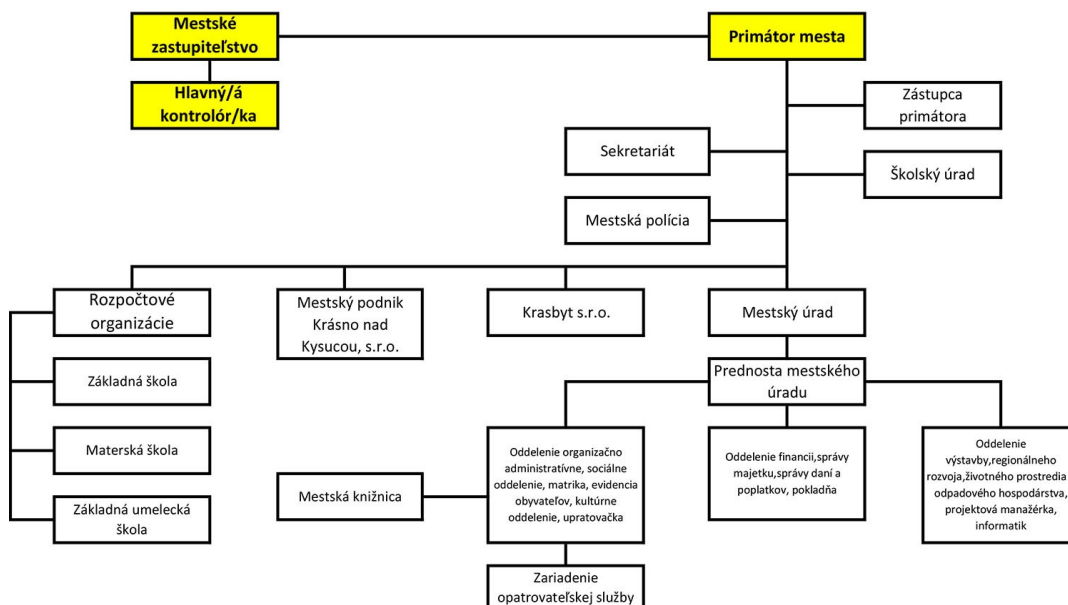 Mestské
zastupiteľstvo
Primátor mesta
Hlavný/á
kontrolór/ka
Zástupca
primátora
Sekretariát
Školský úrad
Mestská polícia
Rozpočtové
organizácie
Mestský podnik
Krásno nad
Kysucou, s.r.o.
Krasbyt s.r.o.
Mestský úrad
Základná škola
Prednosta mestského
úradu
Materská škola
Základná umelecká
škola
Mestská knižnica
Oddelenie organizačno
administratívne, sociálne
oddelenie, matrika, evidencia
obyvateľov, kultúrne
oddelenie, upratovačka
Oddelenie financii,správy
majetku,správy daní a
poplatkov, pokladňa
Oddelenie
výstavby,regionálneho
rozvoja,životného prostredia a
odpadového hospodárstva,
projektová manažérka,
informatik
Zariadenie
opatrovateľskej služby